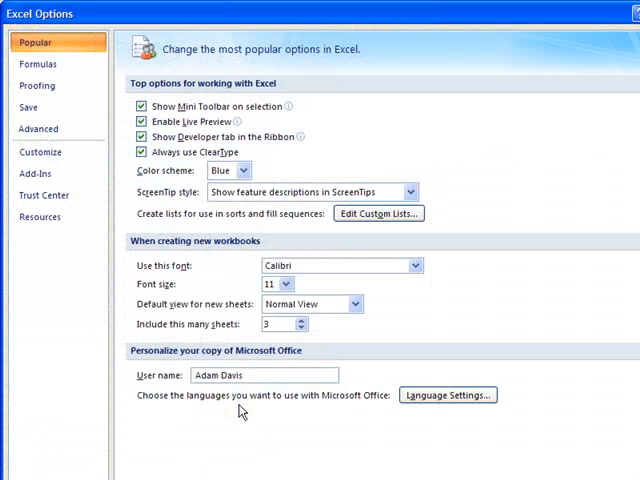 Excel Options
Popular
Formulas
Proofing
Save
Advanced
Customize
Add-Ins
Trust Center
Resources
Change the most popular options in Excel.
Top options for working with Excel
Show Mini Toolbar on selection
Enable Live Preview
Show Developer tab in the Ribbon
Always use ClearType
Color scheme: Blue
ScreenTip style: Show feature descriptions in ScreenTips
Create lists for use in sorts and fill sequences: Edit Custom Lists...
When creating new workbooks
Use this font: Calibri
Font size: 11
Default view for new sheets: Normal View
Include this many sheets: 3
Personalize your copy of Microsoft Office
User name: Adam Davis
Choose the languages you want to use with Microsoft Office: Language Settings...